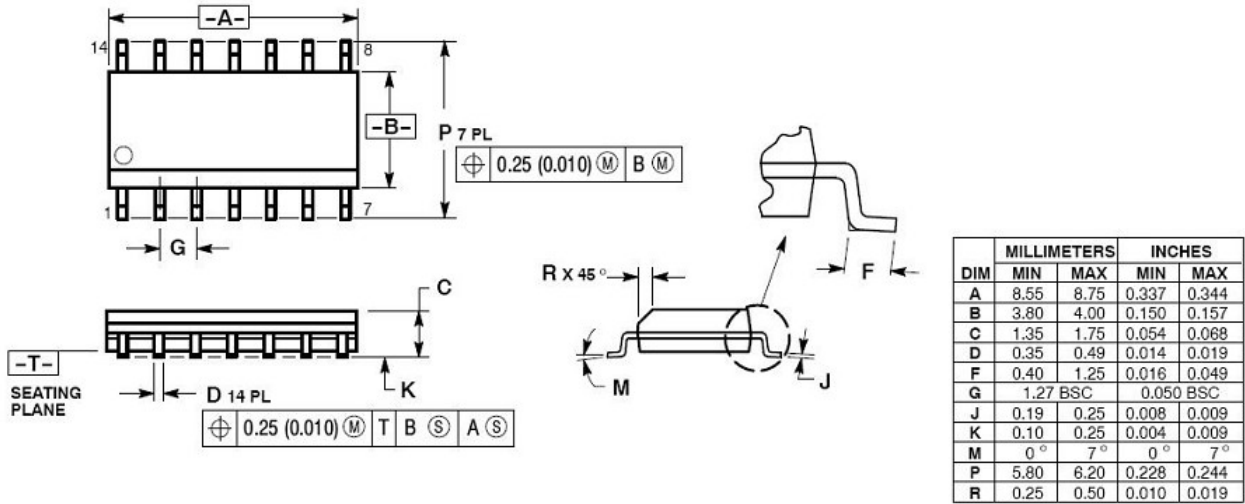 -A-
14
8
-B-
P 7 PL
⌖ 0.25 (0.010) Ⓜ B Ⓜ
1
7
G
F
R x 45°
C
-T-
SEATING
PLANE
D 14 PL
K
M
J
⌖ 0.25 (0.010) Ⓜ T B Ⓢ A Ⓢ
MILLIMETERS INCHES
DIM MIN MAX MIN MAX
A 8.55 8.75 0.337 0.344
B 3.80 4.00 0.150 0.157
C 1.35 1.75 0.054 0.068
D 0.35 0.49 0.014 0.019
F 0.40 1.25 0.016 0.049
G 1.27 BSC 0.050 BSC
J 0.19 0.25 0.008 0.009
K 0.10 0.25 0.004 0.009
M 0° 7° 0° 7°
P 5.80 6.20 0.228 0.244
R 0.25 0.50 0.010 0.019